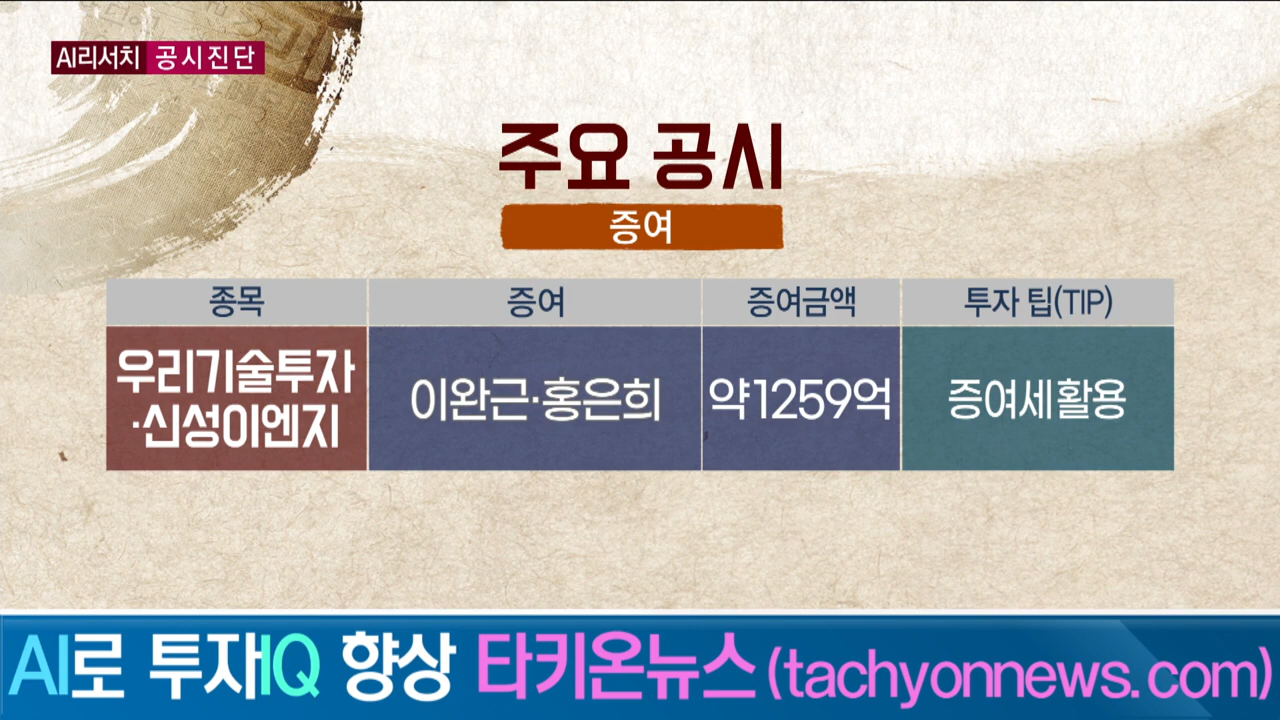 AI리서치 공시진단
주요 공시
증여
종목 증여 증여금액 투자 팁(TIP)
우리기술투자
·신성이엔지
이완근·홍은희 약1259억 증여세 활용
AI로 투자IQ 향상 타키온뉴스(tachyonnews.com)